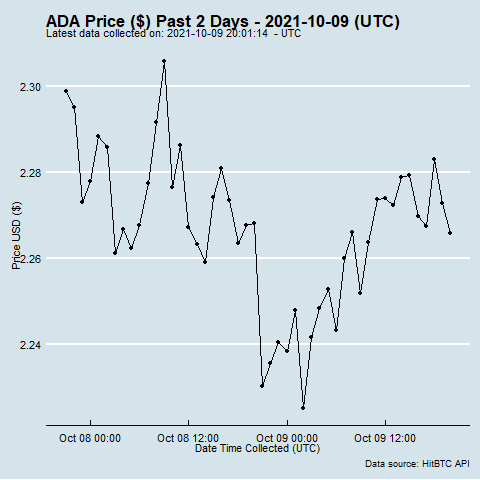 ADA Price ($) Past 2 Days - 2021-10-09 (UTC)
Latest data collected on: 2021-10-09 20:01:14 - UTC
2.30
2.28
2.26
2.24
Price USD ($)
Oct 08 00:00 Oct 08 12:00 Oct 09 00:00 Oct 09 12:00
Date Time Collected (UTC)
Data source: HitBTC API